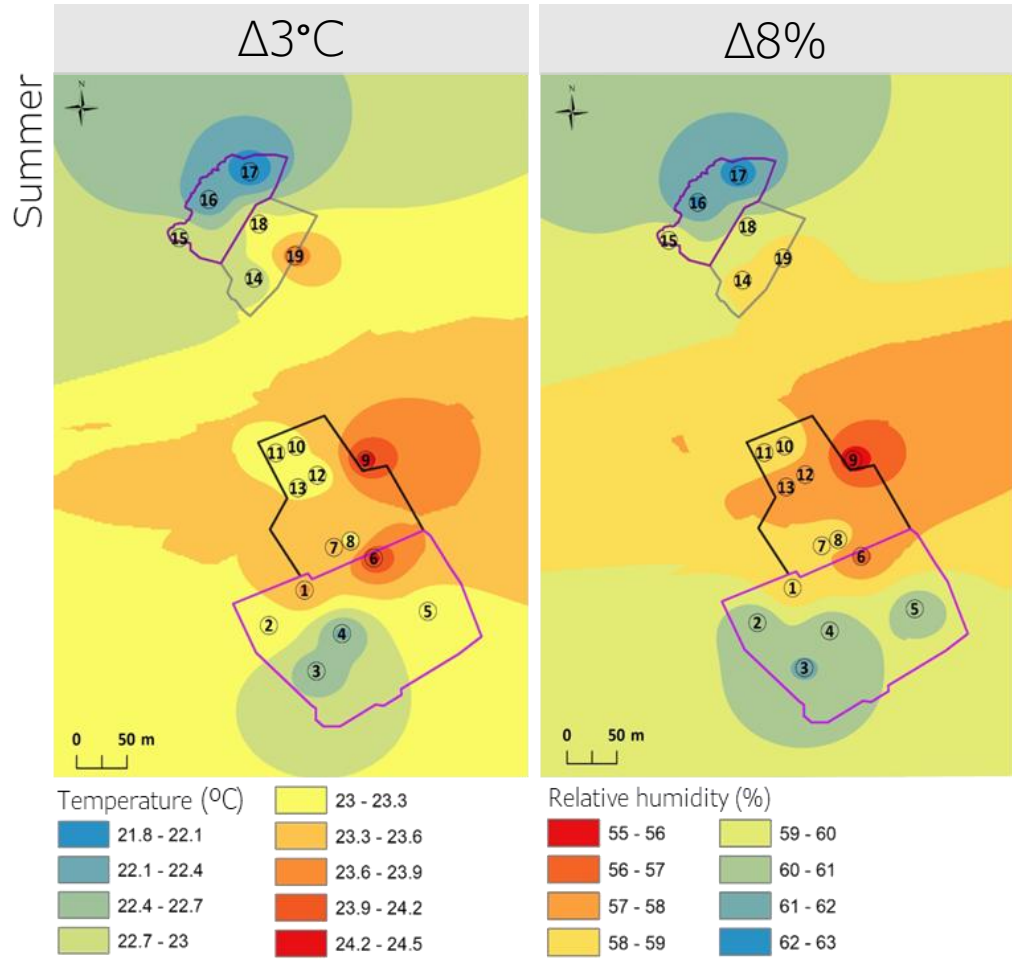 Δ3°C
Δ8%
Summer
N
17
16
15
18
19
14
11
10
9
12
13
7
8
6
1
2
4
5
3
0 50 m
N
17
16
15
18
19
14
11
10
9
12
13
7
8
6
1
2
4
5
3
0 50 m
Temperature (ºC)
21.8 - 22.1
22.1 - 22.4
22.4 - 22.7
22.7 - 23
23 - 23.3
23.3 - 23.6
23.6 - 23.9
23.9 - 24.2
24.2 - 24.5
Relative humidity (%)
55 - 56
56 - 57
57 - 58
58 - 59
59 - 60
60 - 61
61 - 62
62 - 63